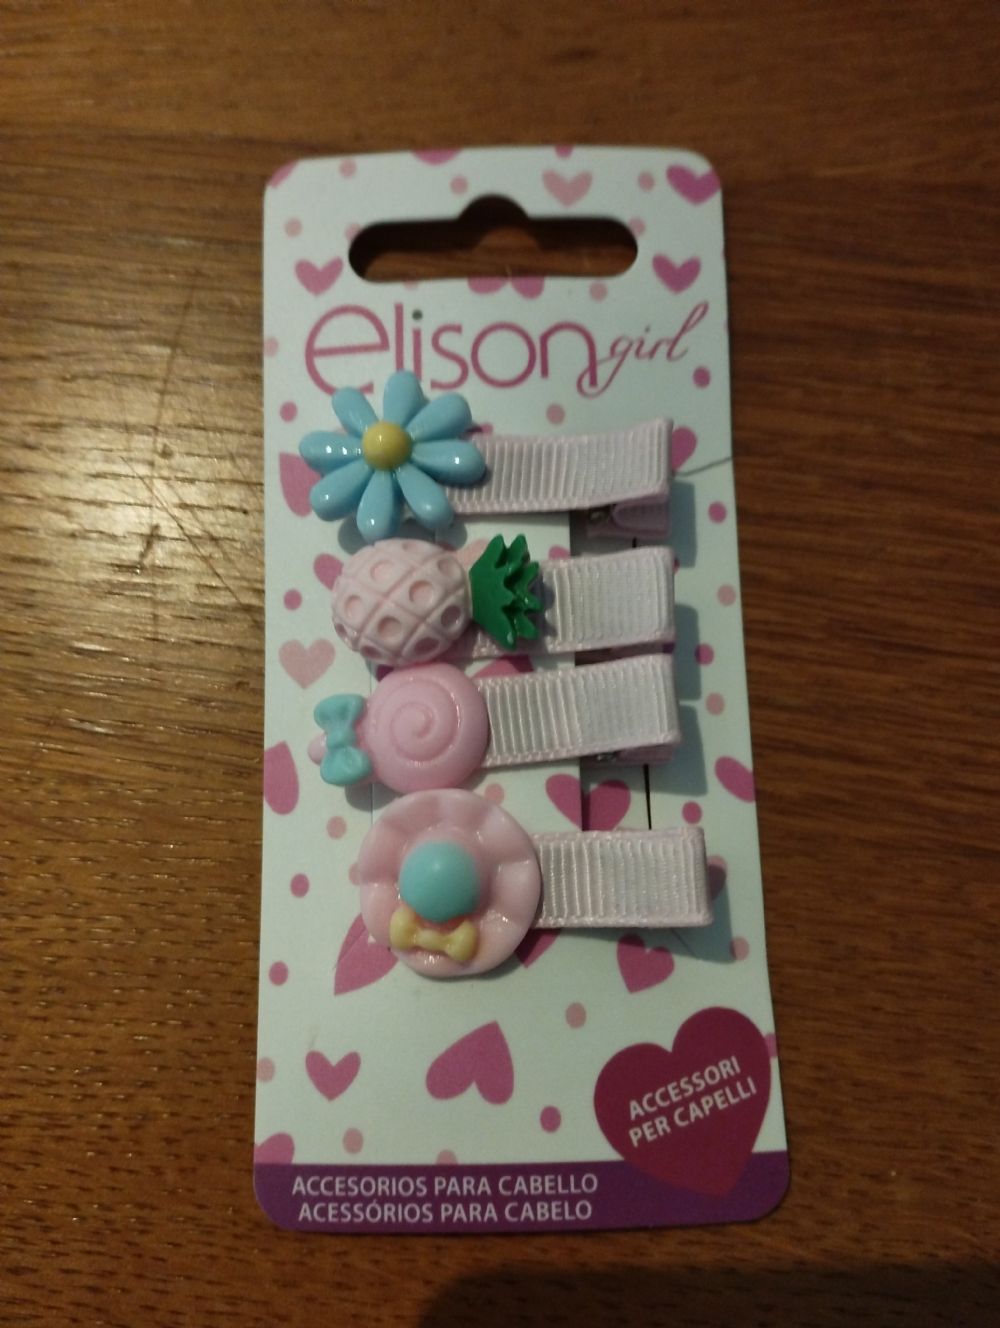 elison girl
ACCESSORI
PER CAPELLI
ACCESORIOS PARA CABELLO
ACESSÓRIOS PARA CABELO